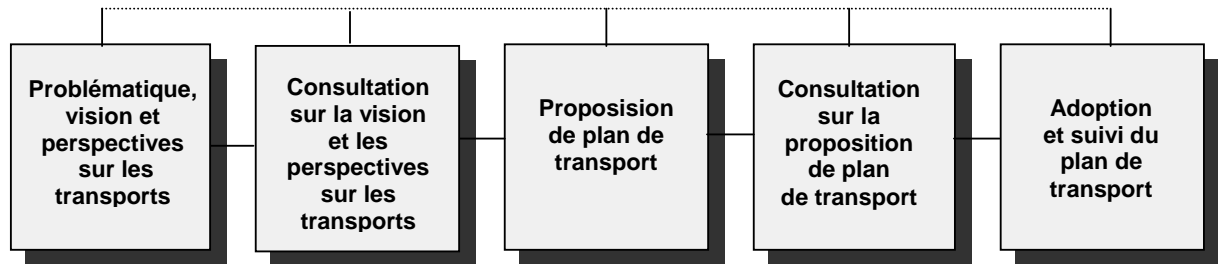 Problématique,
vision et
perspectives
sur les
transports
Consultation
sur la vision
et les
perspectives
sur les
transports
Proposision
de plan de
transport
Consultation
sur la
proposition
de plan
de transport
Adoption
et suivi du
plan de
transport